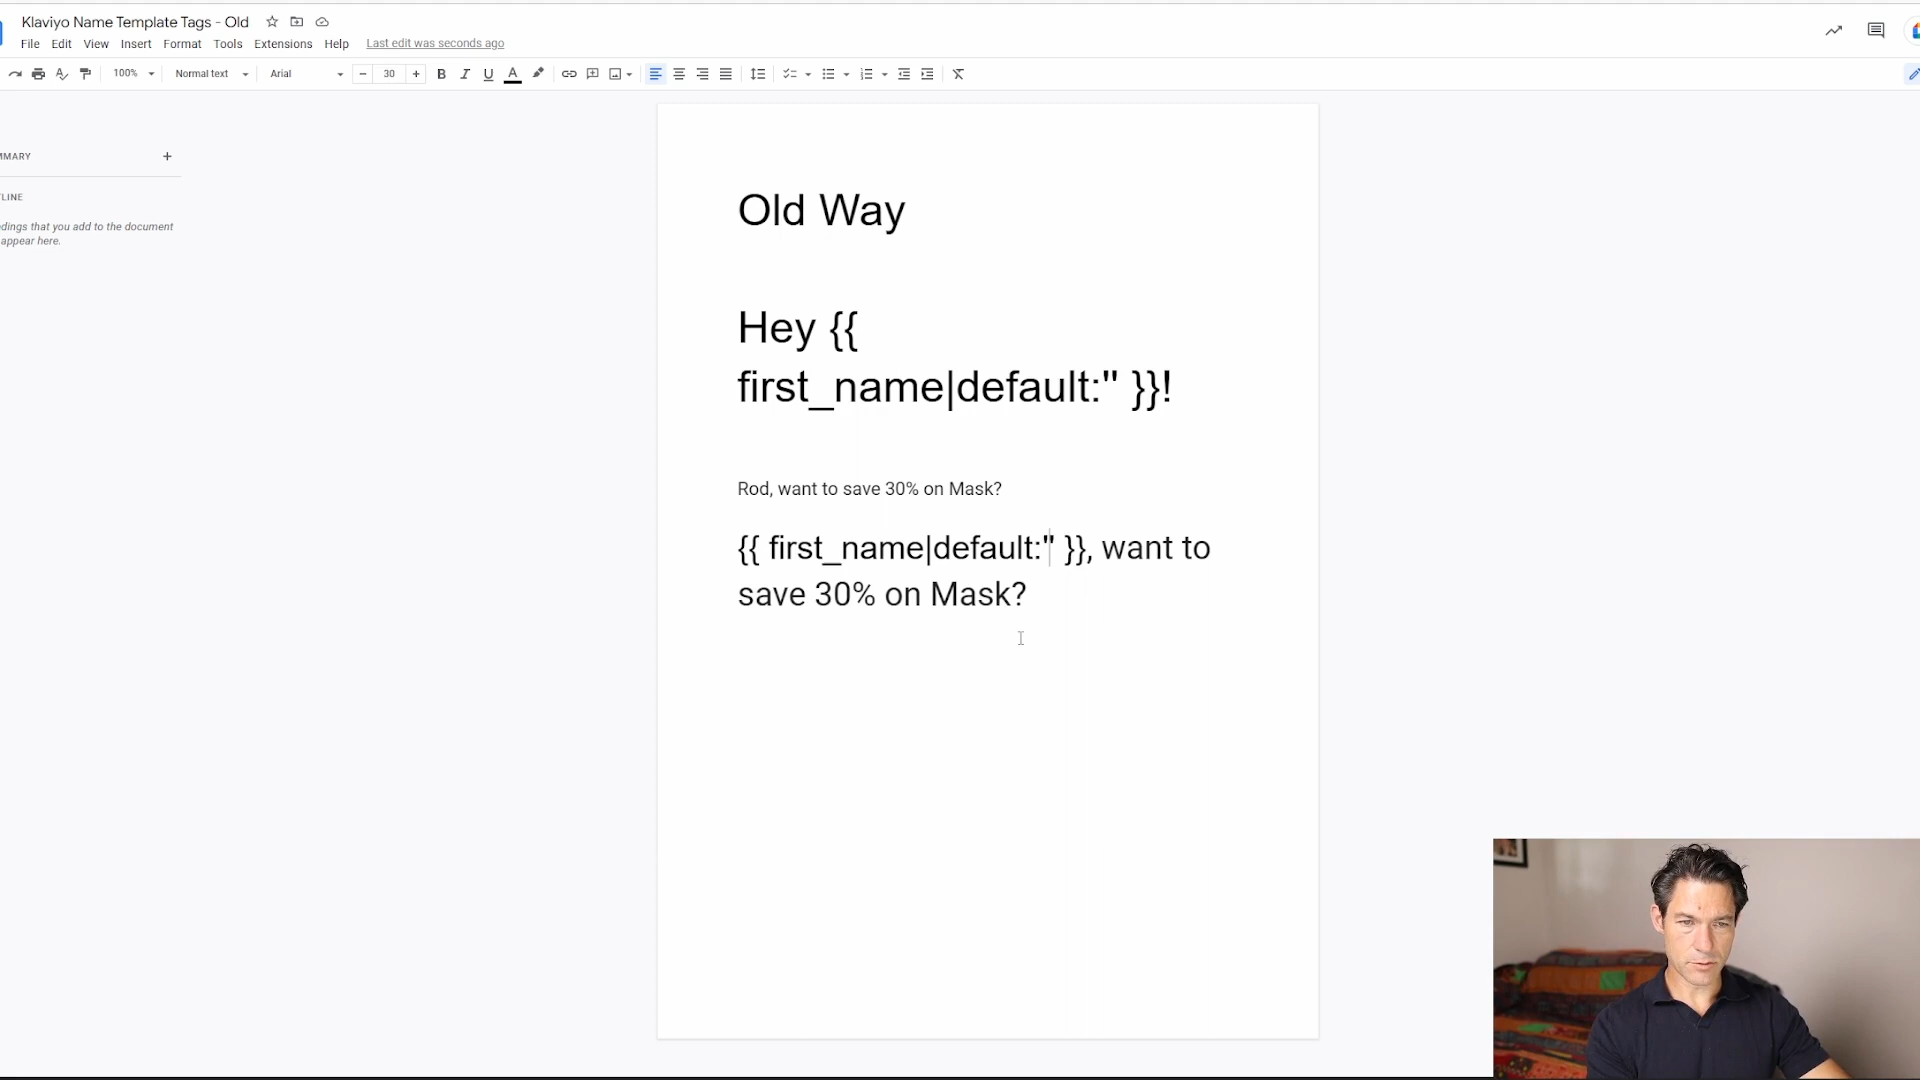 Klaviyo Name Template Tags - Old
File Edit View Insert Format Tools Extensions Help Last edit was seconds ago
100% Normal text Arial 30
MMARY
LINE
dings that you add to the document
appear here.
Old Way
Hey {{
first_name|default:'' }}!
Rod, want to save 30% on Mask?
{{ first_name|default:'' }}, want to
save 30% on Mask?